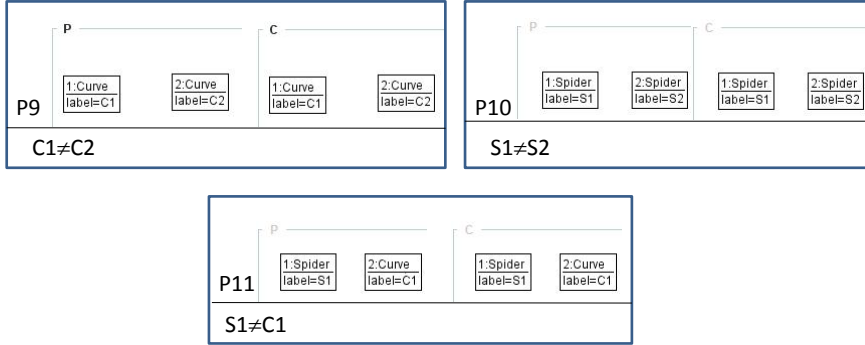 P C
1:Curve 2:Curve 1:Curve 2:Curve
label=C1 label=C2 label=C1 label=C2
P9
C1≠C2
P C
1:Spider 2:Spider 1:Spider 2:Spider
label=S1 label=S2 label=S1 label=S2
P10
S1≠S2
P C
1:Spider 2:Curve 1:Spider 2:Curve
label=S1 label=C1 label=S1 label=C1
P11
S1≠C1